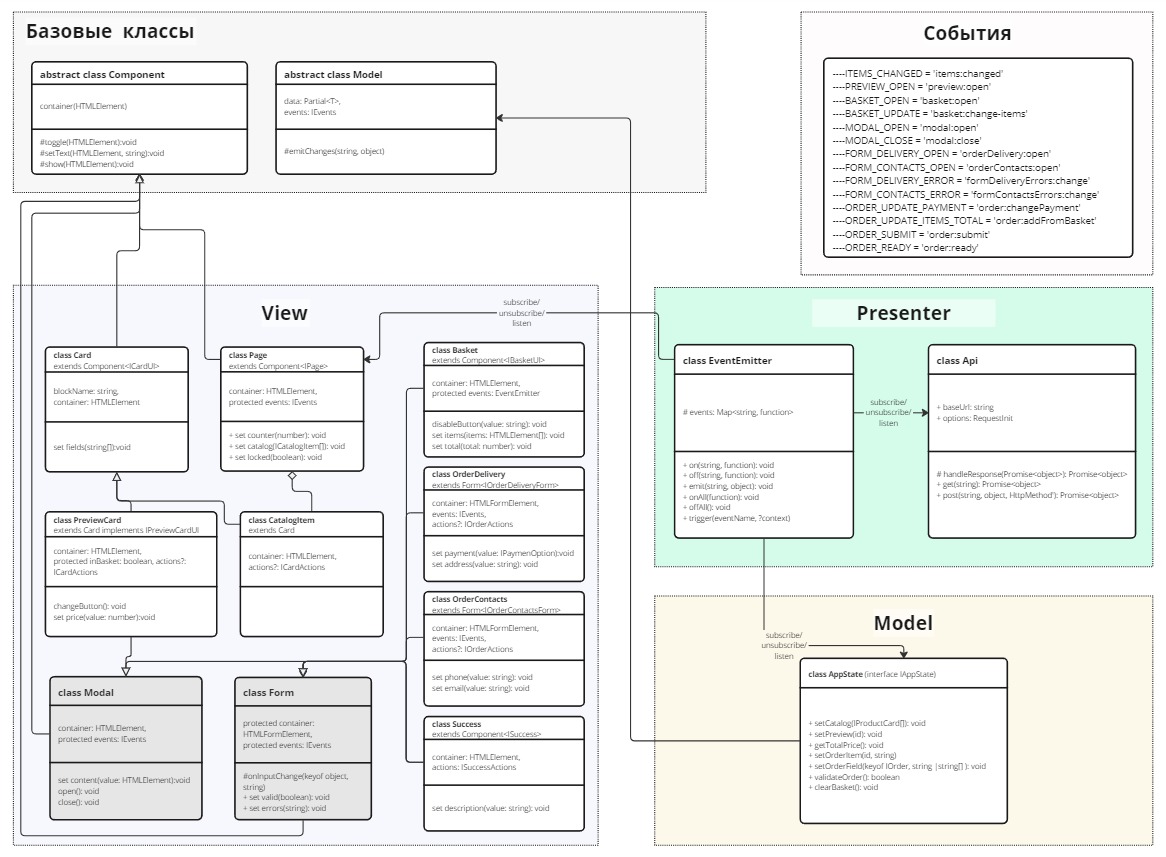 Базовые классы
abstract class Component
container(HTMLElement)
#toggle(HTMLElement):void
#setText(HTMLElement, string):void
#show(HTMLElement):void
abstract class Model
data: Partial<T>,
events: IEvents
#emitChanges(string, object)
События
----ITEMS_CHANGED = 'items:changed'
----PREVIEW_OPEN = 'preview:open'
----BASKET_OPEN = 'basket:open'
----BASKET_UPDATE = 'basket:change-items'
----MODAL_OPEN = 'modal:open'
----MODAL_CLOSE = 'modal:close'
----FORM_DELIVERY_OPEN = 'orderDelivery:open'
----FORM_CONTACTS_OPEN = 'orderContacts:open'
----FORM_DELIVERY_ERROR = 'formDeliveryErrors:change'
----FORM_CONTACTS_ERROR = 'formContactsErrors:change'
----ORDER_UPDATE_PAYMENT = 'order:changePayment'
----ORDER_UPDATE_ITEMS_TOTAL = 'order:addFromBasket'
----ORDER_SUBMIT = 'order:submit'
----ORDER_READY = 'order:ready'
View
subscribe/
unsubscribe/
listen
class Card
extends Component<ICardUI>
blockName: string,
container: HTMLElement
set fields(string[]):void
class Page
extends Component<IPage>
container: HTMLElement,
protected events: IEvents
+ set counter(number): void
+ set catalog(ICatalogItem[]): void
+ set locked(boolean): void
class Basket
extends Component<IBasketUI>
container: HTMLElement,
protected events: EventEmitter
disableButton(value: string): void
set items(items: HTMLElement[]): void
set total(total: number): void
class PreviewCard
extends Card implements IPreviewCardUI
container: HTMLElement,
protected inBasket: boolean, actions?:
ICardActions
changeButton(): void
set price(value: number):void
class CatalogItem
extends Card
container: HTMLElement,
actions?: ICardActions
class OrderDelivery
extends Form<IOrderDeliveryForm>
container: HTMLFormElement,
events: IEvents,
actions?: IOrderActions
set payment(value: IPaymenOption):void
set address(value: string): void
class OrderContacts
extends Form<IOrderContactsForm>
container: HTMLFormElement,
events: IEvents,
actions?: IOrderActions
set phone(value: string): void
set email(value: string): void
class Modal
container: HTMLElement,
protected events: IEvents
set content(value: HTMLElement):void
open(): void
close(): void
class Form
protected container:
HTMLFormElement,
protected events: IEvents
#onInputChange(keyof object,
string)
+ set valid(boolean): void
+ set errors(string): void
class Success
extends Component<ISuccess>
container: HTMLElement,
actions: ISuccessActions
set description(value: string): void
Presenter
class EventEmitter
# events: Map<string, function>
+ on(string, function): void
+ off(string, function): void
+ emit(string, object): void
+ onAll(function): void
+ offAll(): void
+ trigger(eventName, ?context)
subscribe/
unsubscribe/
listen
class Api
+ baseUrl: string
+ options: RequestInit
# handleResponse(Promise<object>): Promise<object>
+ get(string): Promise<object>
+ post(string, object, HttpMethod'): Promise<object>
Model
subscribe/
unsubscribe/
listen
class AppState (interface IAppState)
+ setCatalog(IProductCard[]): void
+ setPreview(id): void
+ getTotalPrice(): void
+ setOrderItem(id, string)
+ setOrderField(keyof IOrder, string |string[] ): void
+ validateOrder(): boolean
+ clearBasket(): void